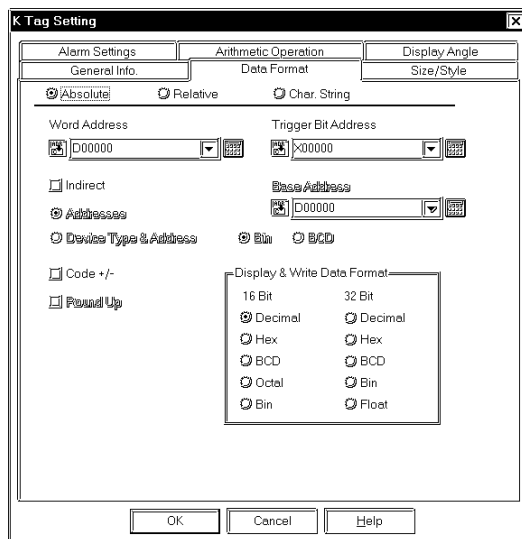 K Tag Setting
Alarm Settings Arithmetic Operation Display Angle
General Info. Data Format Size/Style
Absolute Relative Char. String
Word Address Trigger Bit Address
D00000 X00000
Indirect Base Address
Addresses D00000
Device Type & Address Bin BCD
Code +/-
Round Up
Display & Write Data Format
16 Bit 32 Bit
Decimal Decimal
Hex Hex
BCD BCD
Octal Bin
Bin Float
OK Cancel Help